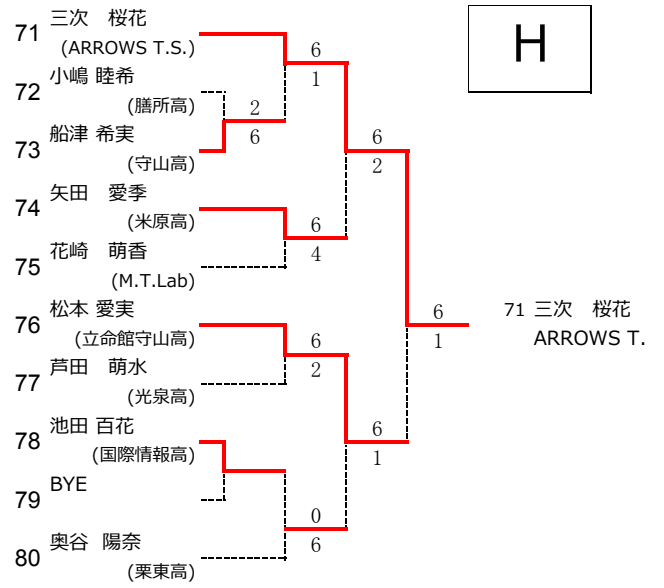 H
三次　桜花
71
(ARROWS T.S.)
小嶋 睦希
72
(膳所高)
船津 希実
73
(守山高)
矢田　愛季
74
(米原高)
花崎　萌香
75
(M.T.Lab)
松本 愛実
76
(立命館守山高)
芦田　萌水
77
(光泉高)
池田 百花
78
(国際情報高)
BYE
79
奥谷 陽奈
80
(栗東高)
6
1
2
6
6
4
6
2
0
6
6
2
6
1
6
1
71 三次　桜花
ARROWS T.